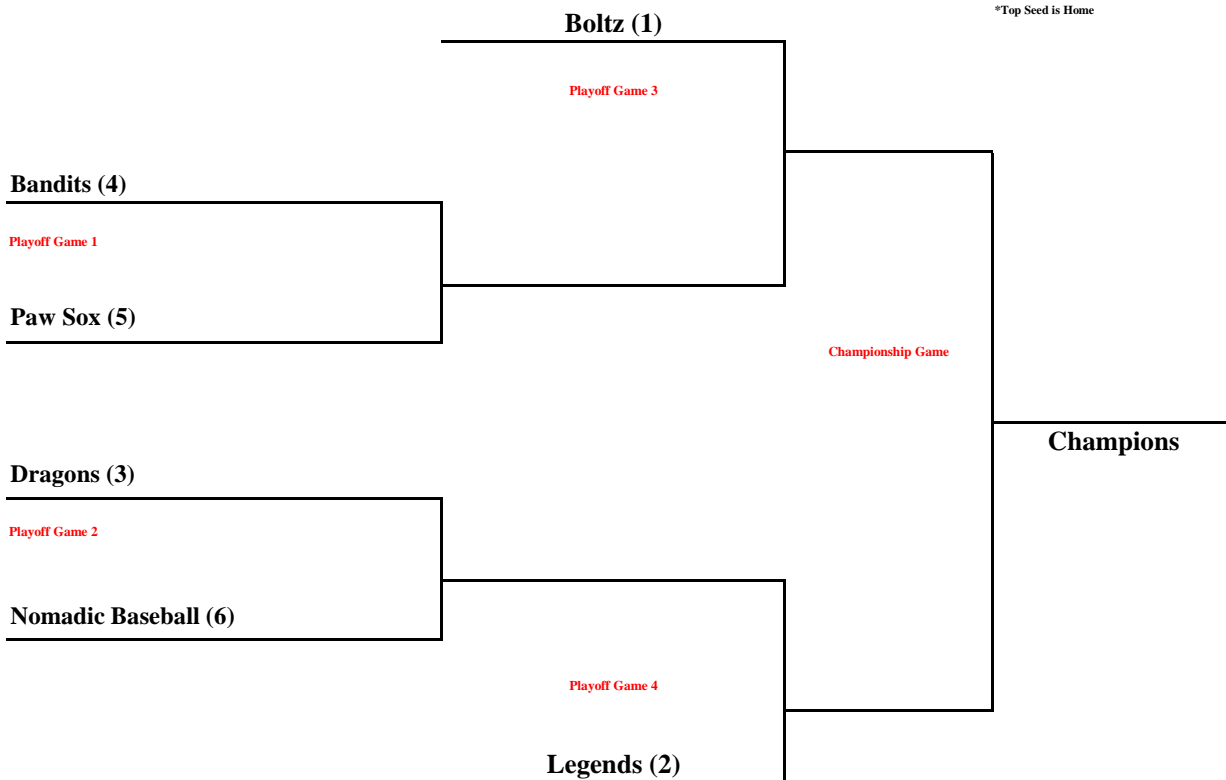 *Top Seed is Home
Boltz (1)
Playoff Game 3
Bandits (4)
Playoff Game 1
Paw Sox (5)
Championship Game
Champions
Dragons (3)
Playoff Game 2
Nomadic Baseball (6)
Playoff Game 4
Legends (2)